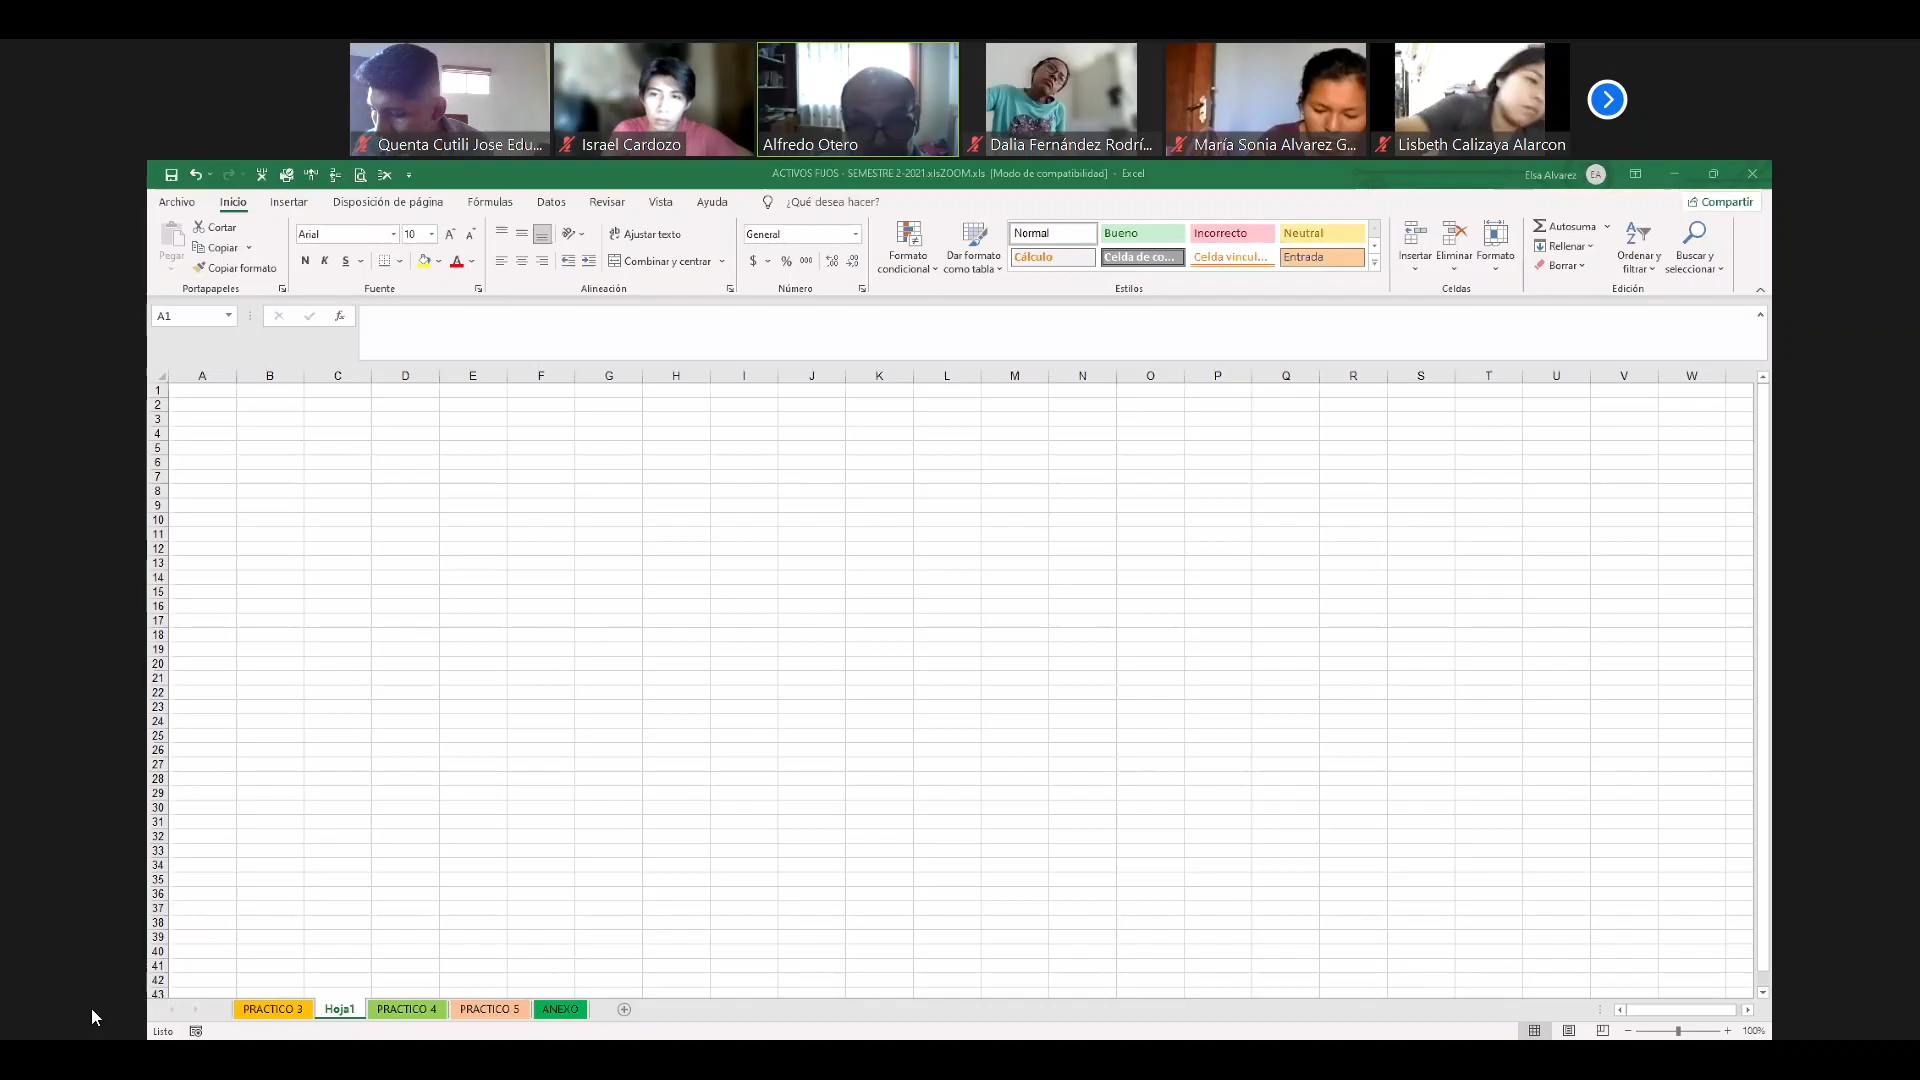 Quenta Cutili Jose Edu...
Israel Cardozo
Alfredo Otero
Dalia Fernández Rodrí...
María Sonia Alvarez G...
Lisbeth Calizaya Alarcon
ACTIVOS FIJOS - SEMESTRE 2-2021.xlsZOOM.xls [Modo de compatibilidad] - Excel
Elsa Alvarez
EA
Archivo Inicio Insertar Disposición de página Fórmulas Datos Revisar Vista Ayuda ¿Qué desea hacer?
Compartir
Pegar
Cortar
Copiar
Copiar formato
Portapapeles
Arial 10
N K S
Fuente
Ajustar texto
Combinar y centrar
Alineación
General
$ % 000
Número
Formato condicional
Dar formato como tabla
Normal Bueno Incorrecto Neutral
Cálculo Celda de co... Celda vincul... Entrada
Estilos
Insertar Eliminar Formato
Celdas
Autosuma
Rellenar
Borrar
Ordenar y filtrar
Buscar y seleccionar
Edición
A1
fx
A B C D E F G H I J K L M N O P Q R S T U V W
1
2
3
4
5
6
7
8
9
10
11
12
13
14
15
16
17
18
19
20
21
22
23
24
25
26
27
28
29
30
31
32
33
34
35
36
37
38
39
40
41
42
43
PRACTICO 3 Hoja1 PRACTICO 4 PRACTICO 5 ANEXO
Listo
100%